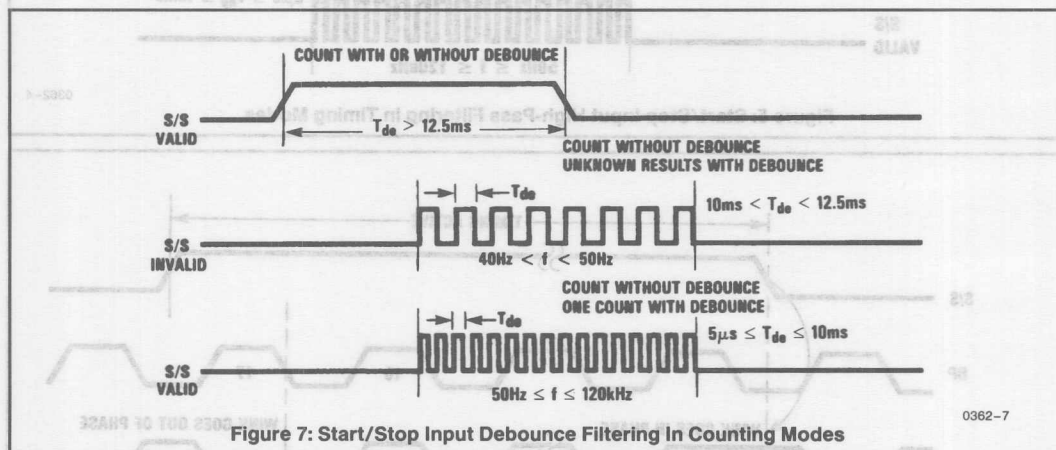 COUNT WITH OR WITHOUT DEBOUNCE
S/S
VALID
T_de > 12.5ms
COUNT WITHOUT DEBOUNCE
UNKNOWN RESULTS WITH DEBOUNCE
T_de
10ms < T_de < 12.5ms
S/S
INVALID
40Hz < f < 50Hz
COUNT WITHOUT DEBOUNCE
ONE COUNT WITH DEBOUNCE
T_de
5μs ≤ T_de ≤ 10ms
S/S
VALID
50Hz ≤ f ≤ 120kHz
0362-7
Figure 7: Start/Stop Input Debounce Filtering In Counting Modes